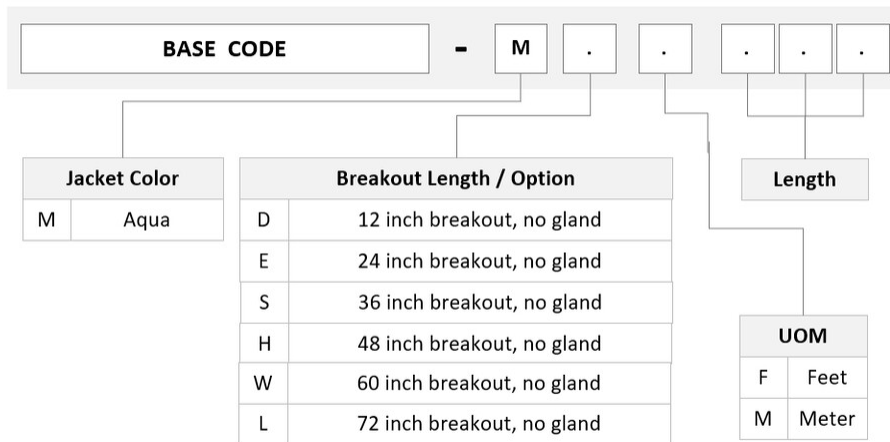 BASE CODE - M . . . . .
Jacket Color
M Aqua
Breakout Length / Option
D 12 inch breakout, no gland
E 24 inch breakout, no gland
S 36 inch breakout, no gland
H 48 inch breakout, no gland
W 60 inch breakout, no gland
L 72 inch breakout, no gland
Length
UOM
F Feet
M Meter